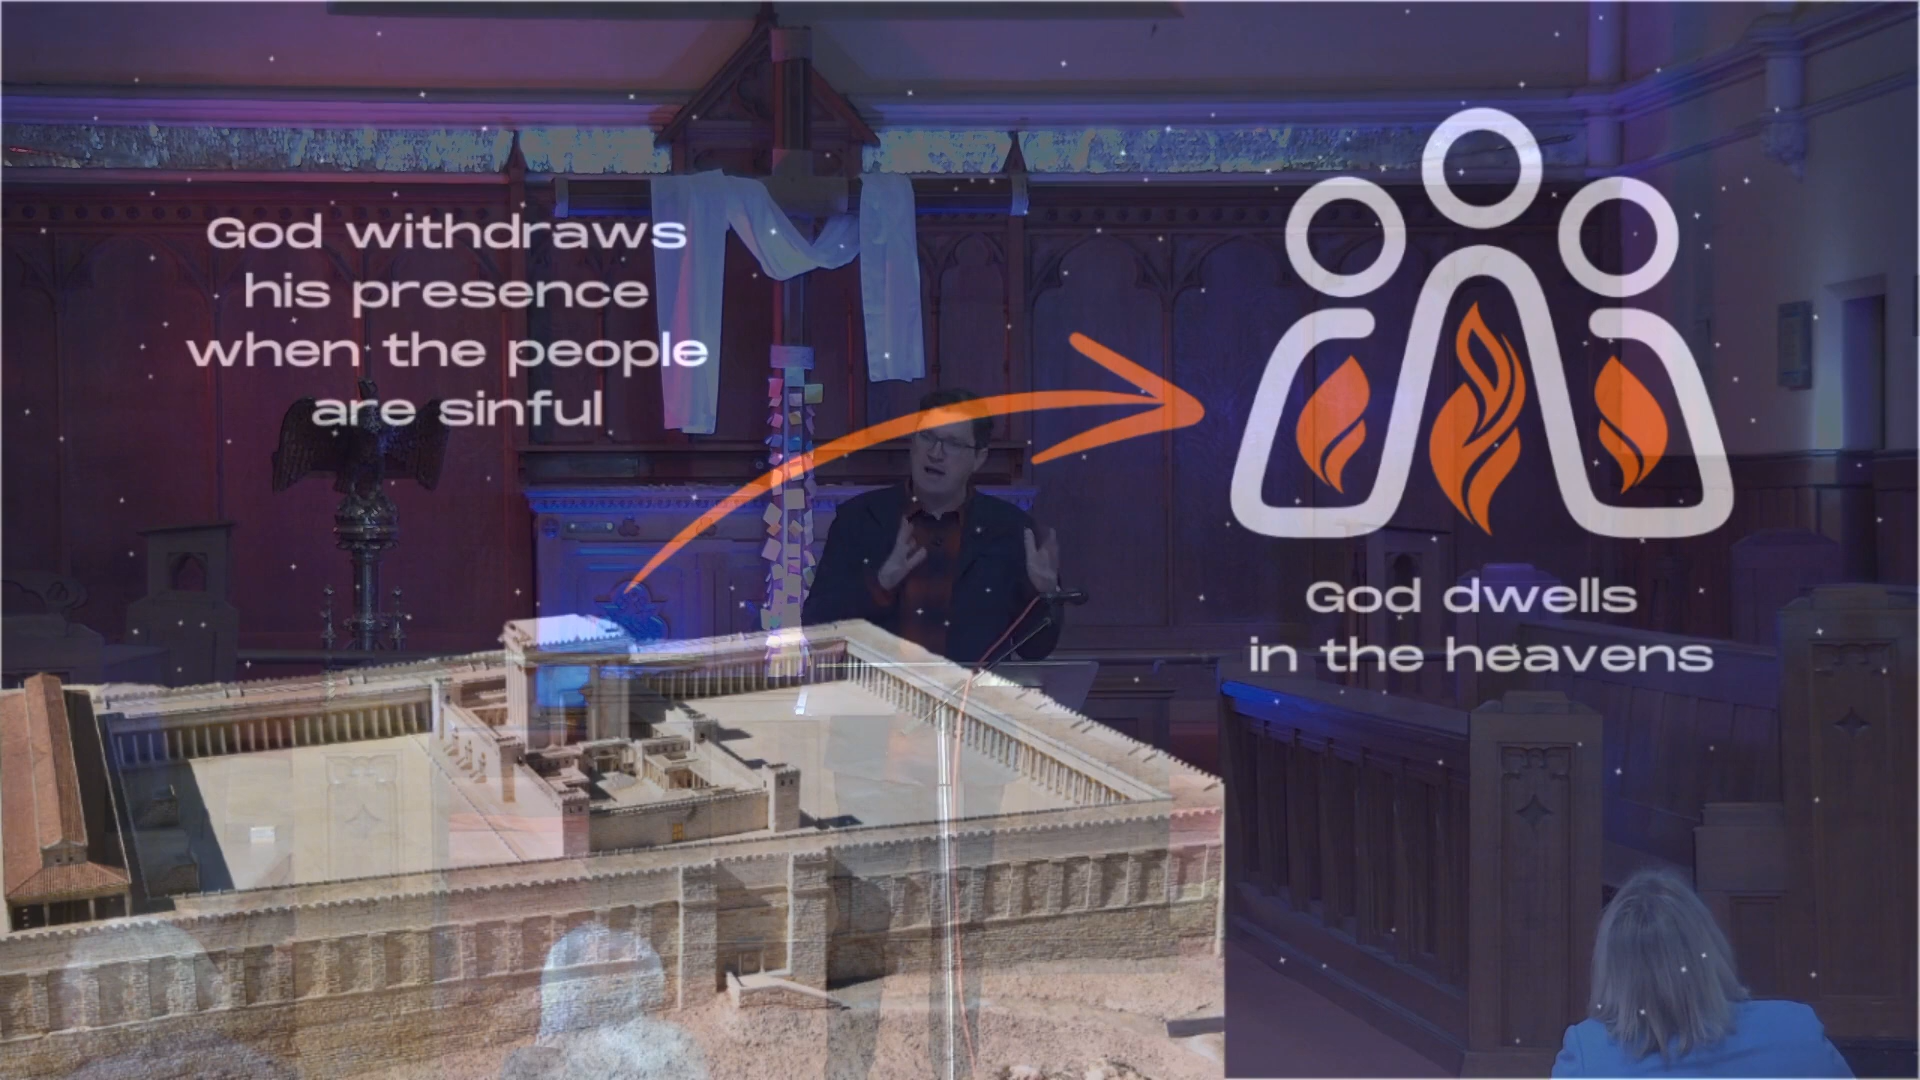 God withdraws
his presence
when the people
are sinful
God dwells
in the heavens